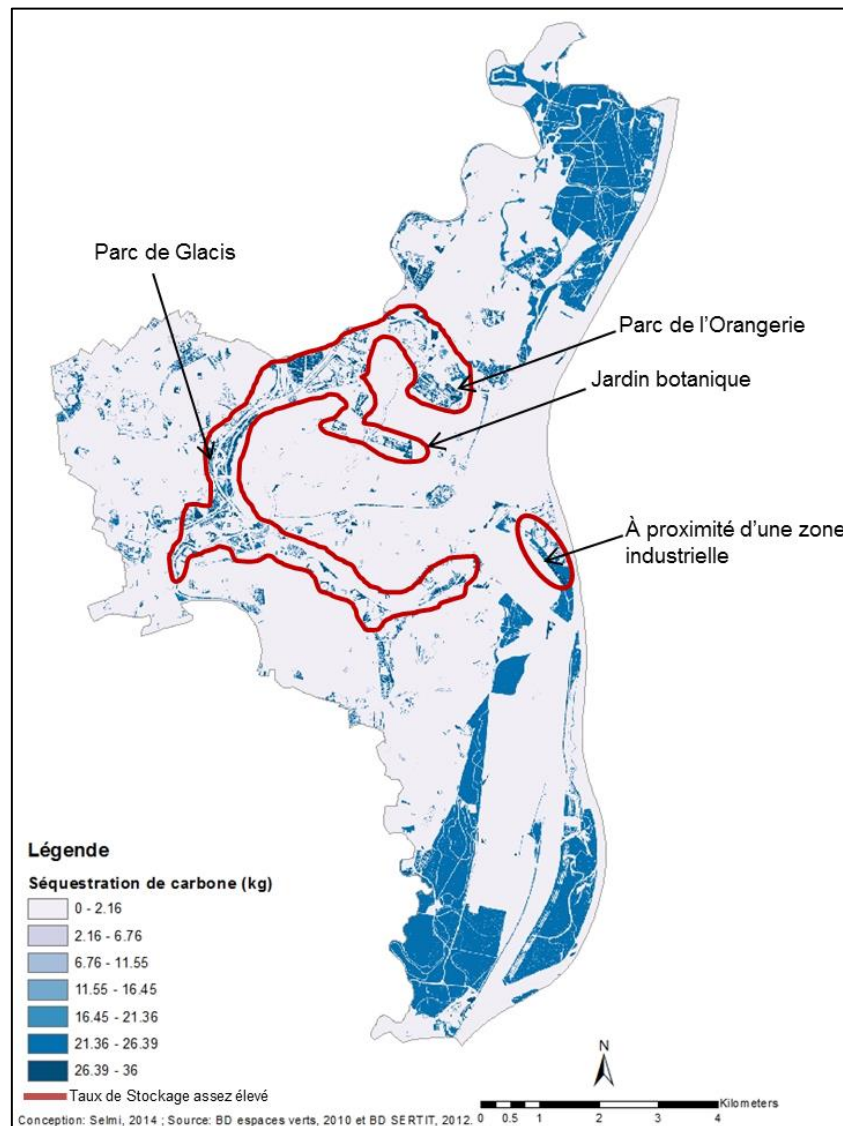 Parc de Glacis
Parc de l'Orangerie
Jardin botanique
À proximité d'une zone
industrielle
Légende
Séquestration de carbone (kg)
0 - 2.16
2.16 - 6.76
6.76 - 11.55
11.55 - 16.45
16.45 - 21.36
21.36 - 26.39
26.39 - 36
Taux de Stockage assez élevé
N
Kilometers
0 0.5 1 2 3 4
Conception: Selmi, 2014 ; Source: BD espaces verts, 2010 et BD SERTIT, 2012.